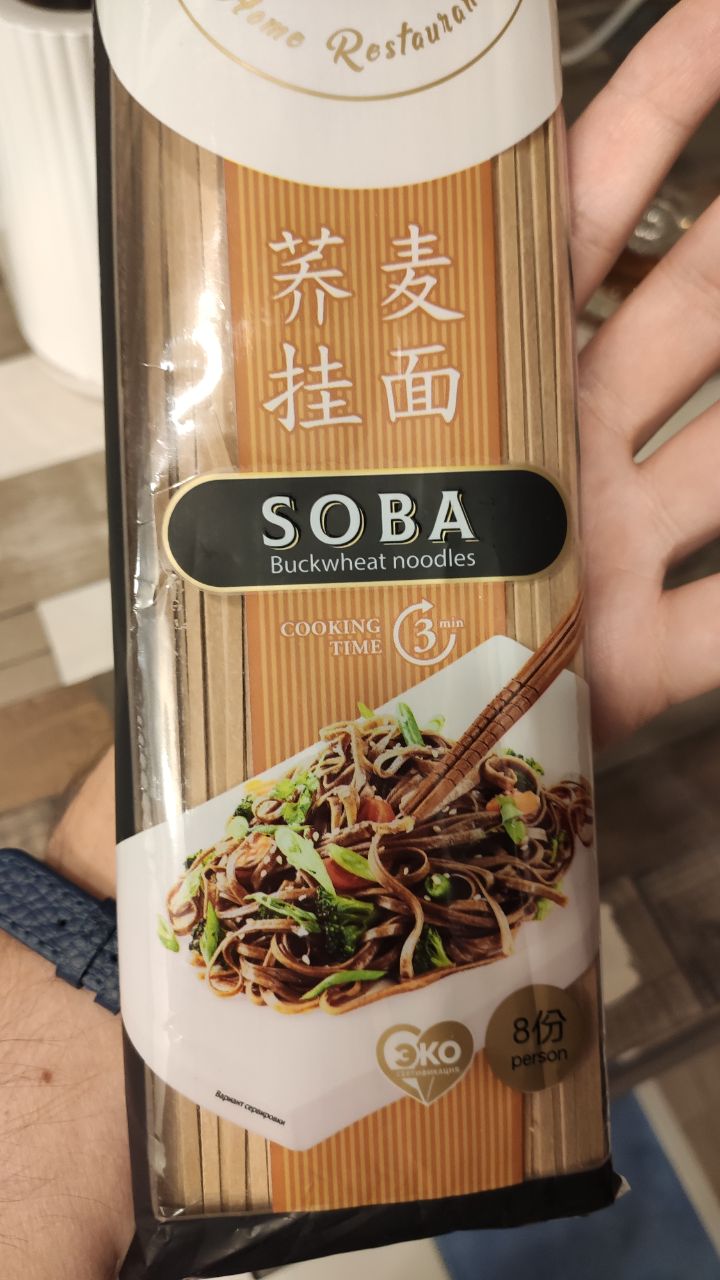 Home Restaurant
荞麦
挂面
SOBA
Buckwheat noodles
COOKING
TIME
3 min
ЭКО
СЕРТИФИКАЦИЯ
8份
person
Вариант сервировки